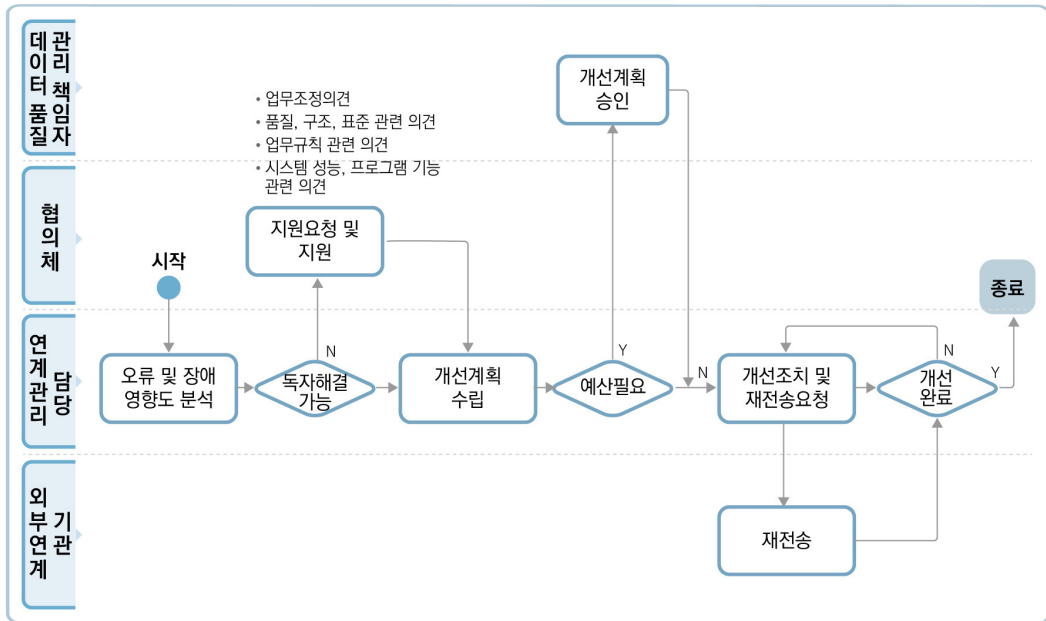 데이터 품질
관리 책임자
개선계획
승인
• 업무조정의견
• 품질, 구조, 표준 관련 의견
• 업무규칙 관련 의견
• 시스템 성능, 프로그램 기능
관련 의견
협의체
지원요청 및
지원
시작
종료
연계관리
담당
오류 및 장애
영향도 분석
N
독자해결
가능
개선계획
수립
Y
예산필요
N
개선조치 및
재전송요청
N
개선
완료
Y
외부연계
기관
재전송